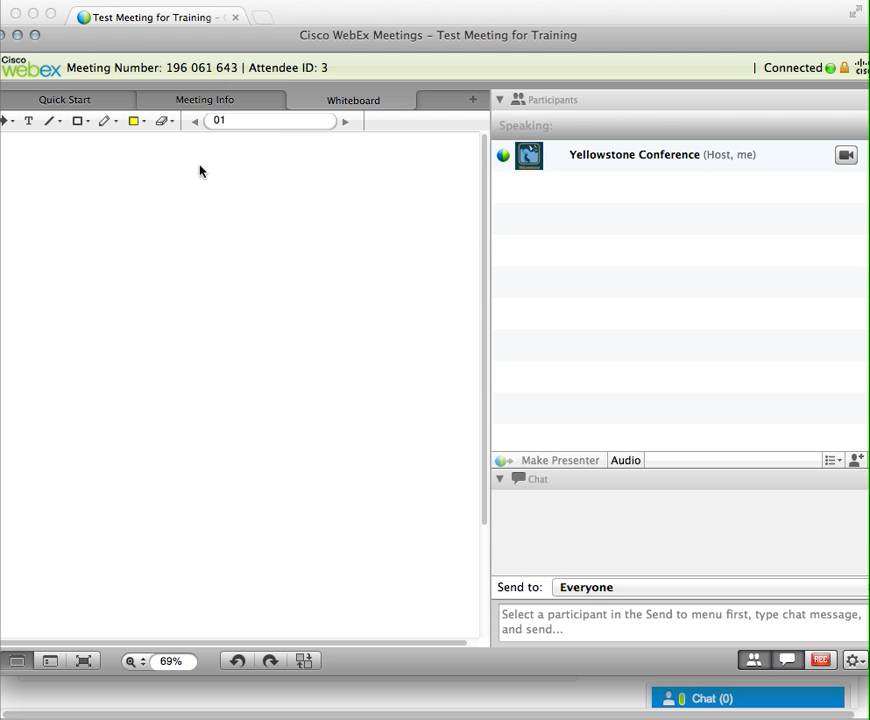 Test Meeting for Training –
Cisco WebEx Meetings – Test Meeting for Training
Cisco
webex
Meeting Number: 196 061 643 | Attendee ID: 3
| Connected
Quick Start
Meeting Info
Whiteboard
+
T
01
Participants
Speaking:
Yellowstone Conference (Host, me)
Make Presenter
Audio
Chat
Send to:
Everyone
Select a participant in the Send to menu first, type chat message,
and send...
69%
REC
Chat (0)